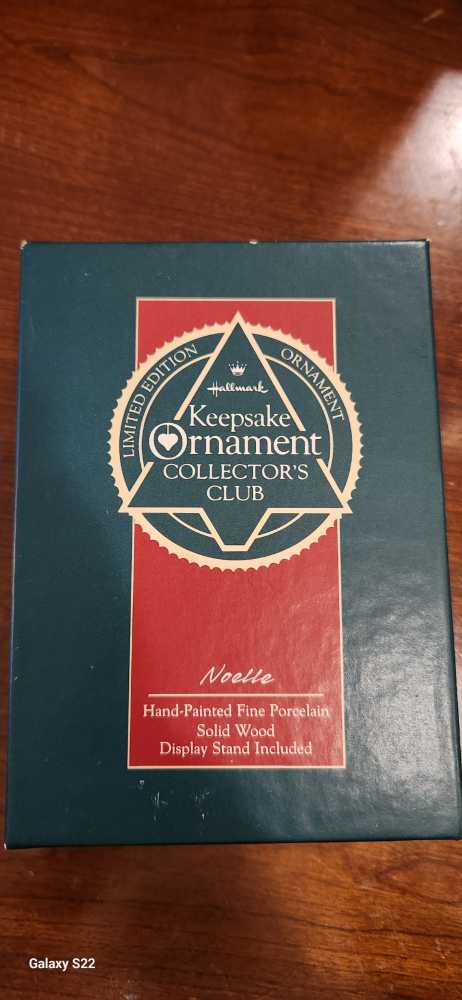 LIMITED EDITION
ORNAMENT
Hallmark
Keepsake
Ornament
COLLECTOR'S
CLUB
Noelle
Hand-Painted Fine Porcelain
Solid Wood
Display Stand Included
Galaxy S22